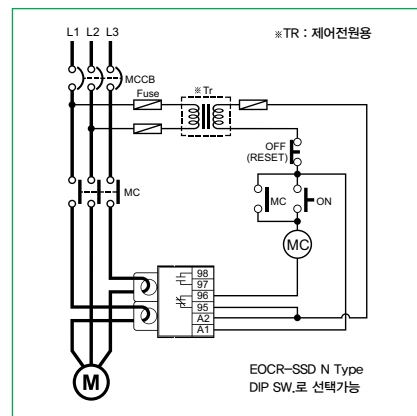 L1 L2 L3
※TR : 제어전원용
MCCB
Fuse
※Tr
OFF
(RESET)
MC
MC
ON
MC
98
97
96
95
A2
A1
M
EOCR-SSD N Type
DIP SW.로 선택가능